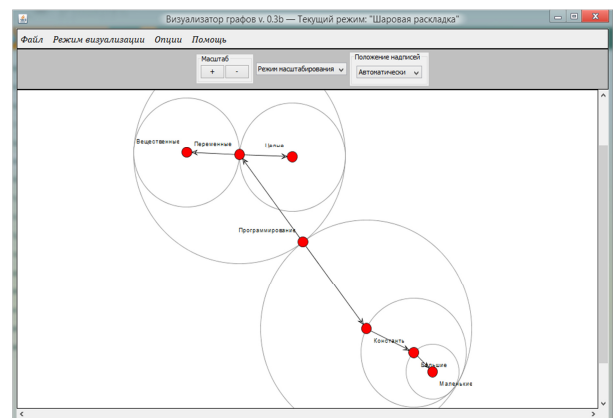 Визуализатор графов v. 0.3b — Текущий режим: "Шаровая раскладка"
Файл Режим визуализации Опции Помощь
Масштаб
+ -
Режим масштабирования
Положение надписей
Автоматически
Вещественные
Переменные
Целые
Программирование
Константы
Большие
Маленькие